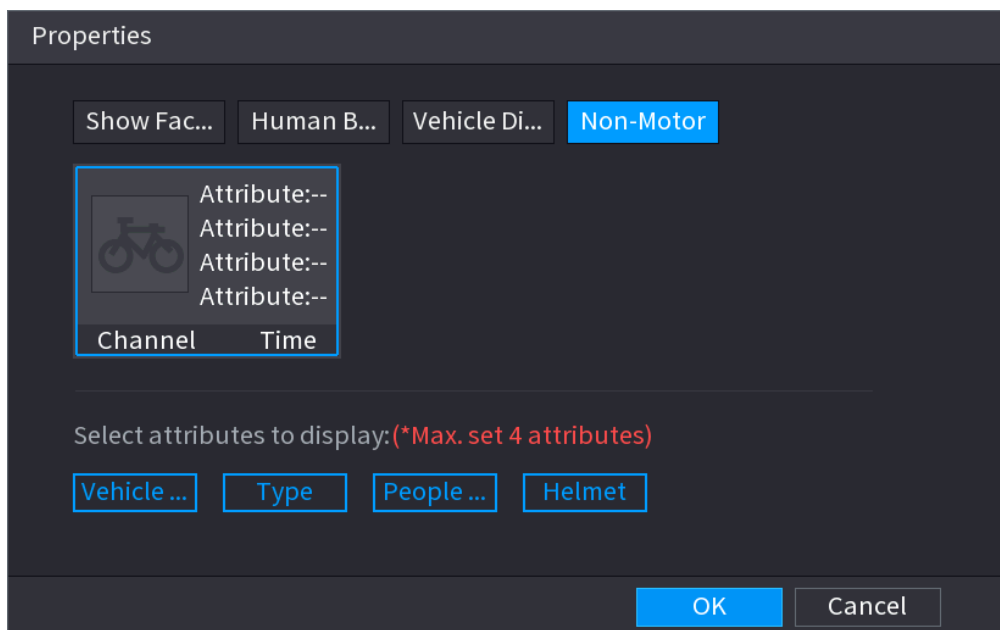 Properties
Show Fac... Human B... Vehicle Di... Non-Motor
Attribute:--
Attribute:--
Attribute:--
Attribute:--
Channel Time
Select attributes to display:(*Max. set 4 attributes)
Vehicle ... Type People ... Helmet
OK Cancel